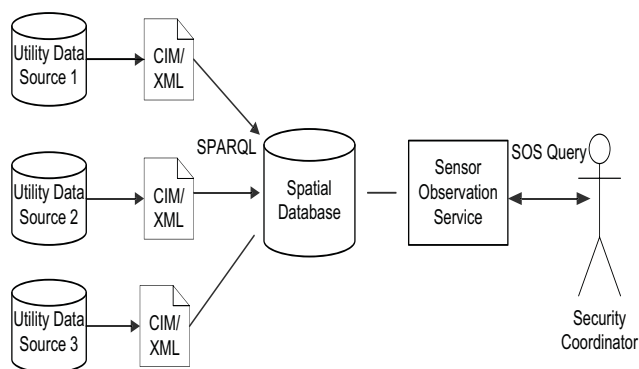 Utility Data
Source 1
CIM/
XML
SPARQL
Utility Data
Source 2
CIM/
XML
Spatial
Database
Sensor
Observation
Service
SOS Query
Utility Data
Source 3
CIM/
XML
Security
Coordinator